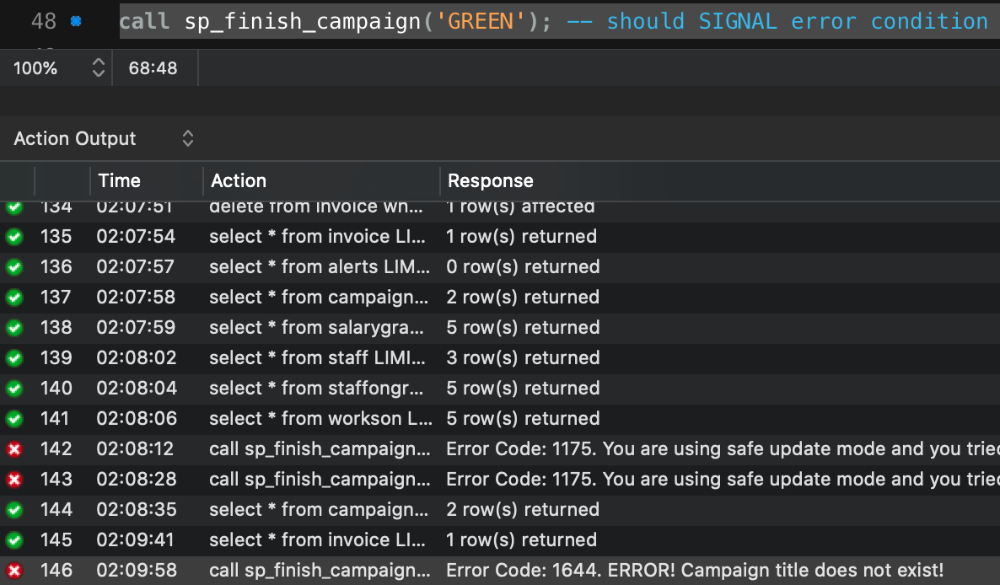 48 call sp_finish_campaign('GREEN'); -- should SIGNAL error condition
100% 68:48
Action Output
Time Action Response
134 02:07:51 delete from invoice wh... 1 row(s) affected
135 02:07:54 select * from invoice LI... 1 row(s) returned
136 02:07:57 select * from alerts LIM... 0 row(s) returned
137 02:07:58 select * from campaign... 2 row(s) returned
138 02:07:59 select * from salarygra... 5 row(s) returned
139 02:08:02 select * from staff LIMI... 3 row(s) returned
140 02:08:04 select * from staffongr... 5 row(s) returned
141 02:08:06 select * from workson L... 5 row(s) returned
142 02:08:12 call sp_finish_campaign... Error Code: 1175. You are using safe update mode and you tried
143 02:08:28 call sp_finish_campaign... Error Code: 1175. You are using safe update mode and you tried
144 02:08:35 select * from campaign... 2 row(s) returned
145 02:09:41 select * from invoice LI... 1 row(s) returned
146 02:09:58 call sp_finish_campaign... Error Code: 1644. ERROR! Campaign title does not exist!